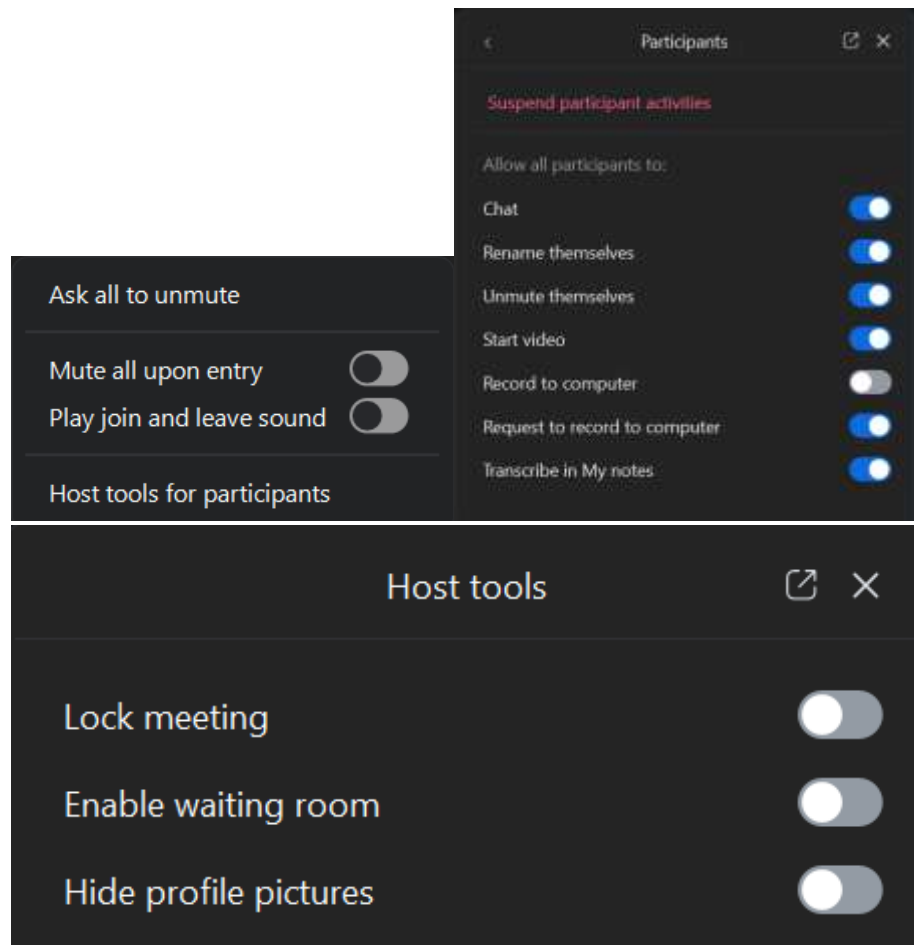 Participants
Suspend participant activities
Allow all participants to:
Chat
Rename themselves
Unmute themselves
Start video
Record to computer
Request to record to computer
Transcribe in My notes
Ask all to unmute
Mute all upon entry
Play join and leave sound
Host tools for participants
Host tools
Lock meeting
Enable waiting room
Hide profile pictures